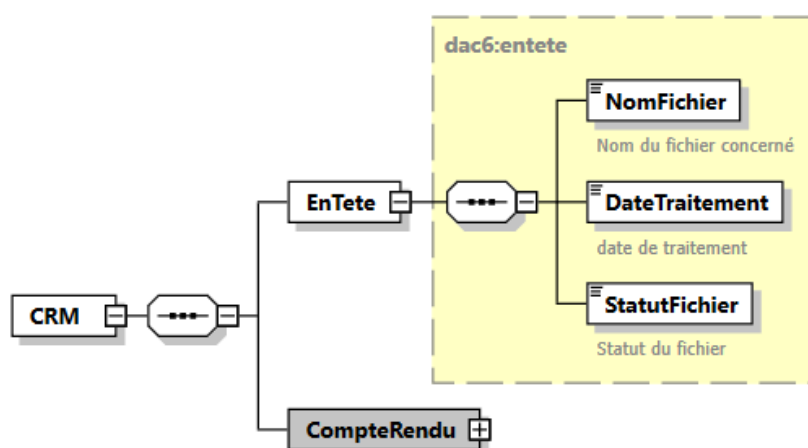 dac6:entete
NomFichier
Nom du fichier concerné
EnTete
DateTraitement
date de traitement
CRM
StatutFichier
Statut du fichier
CompteRendu